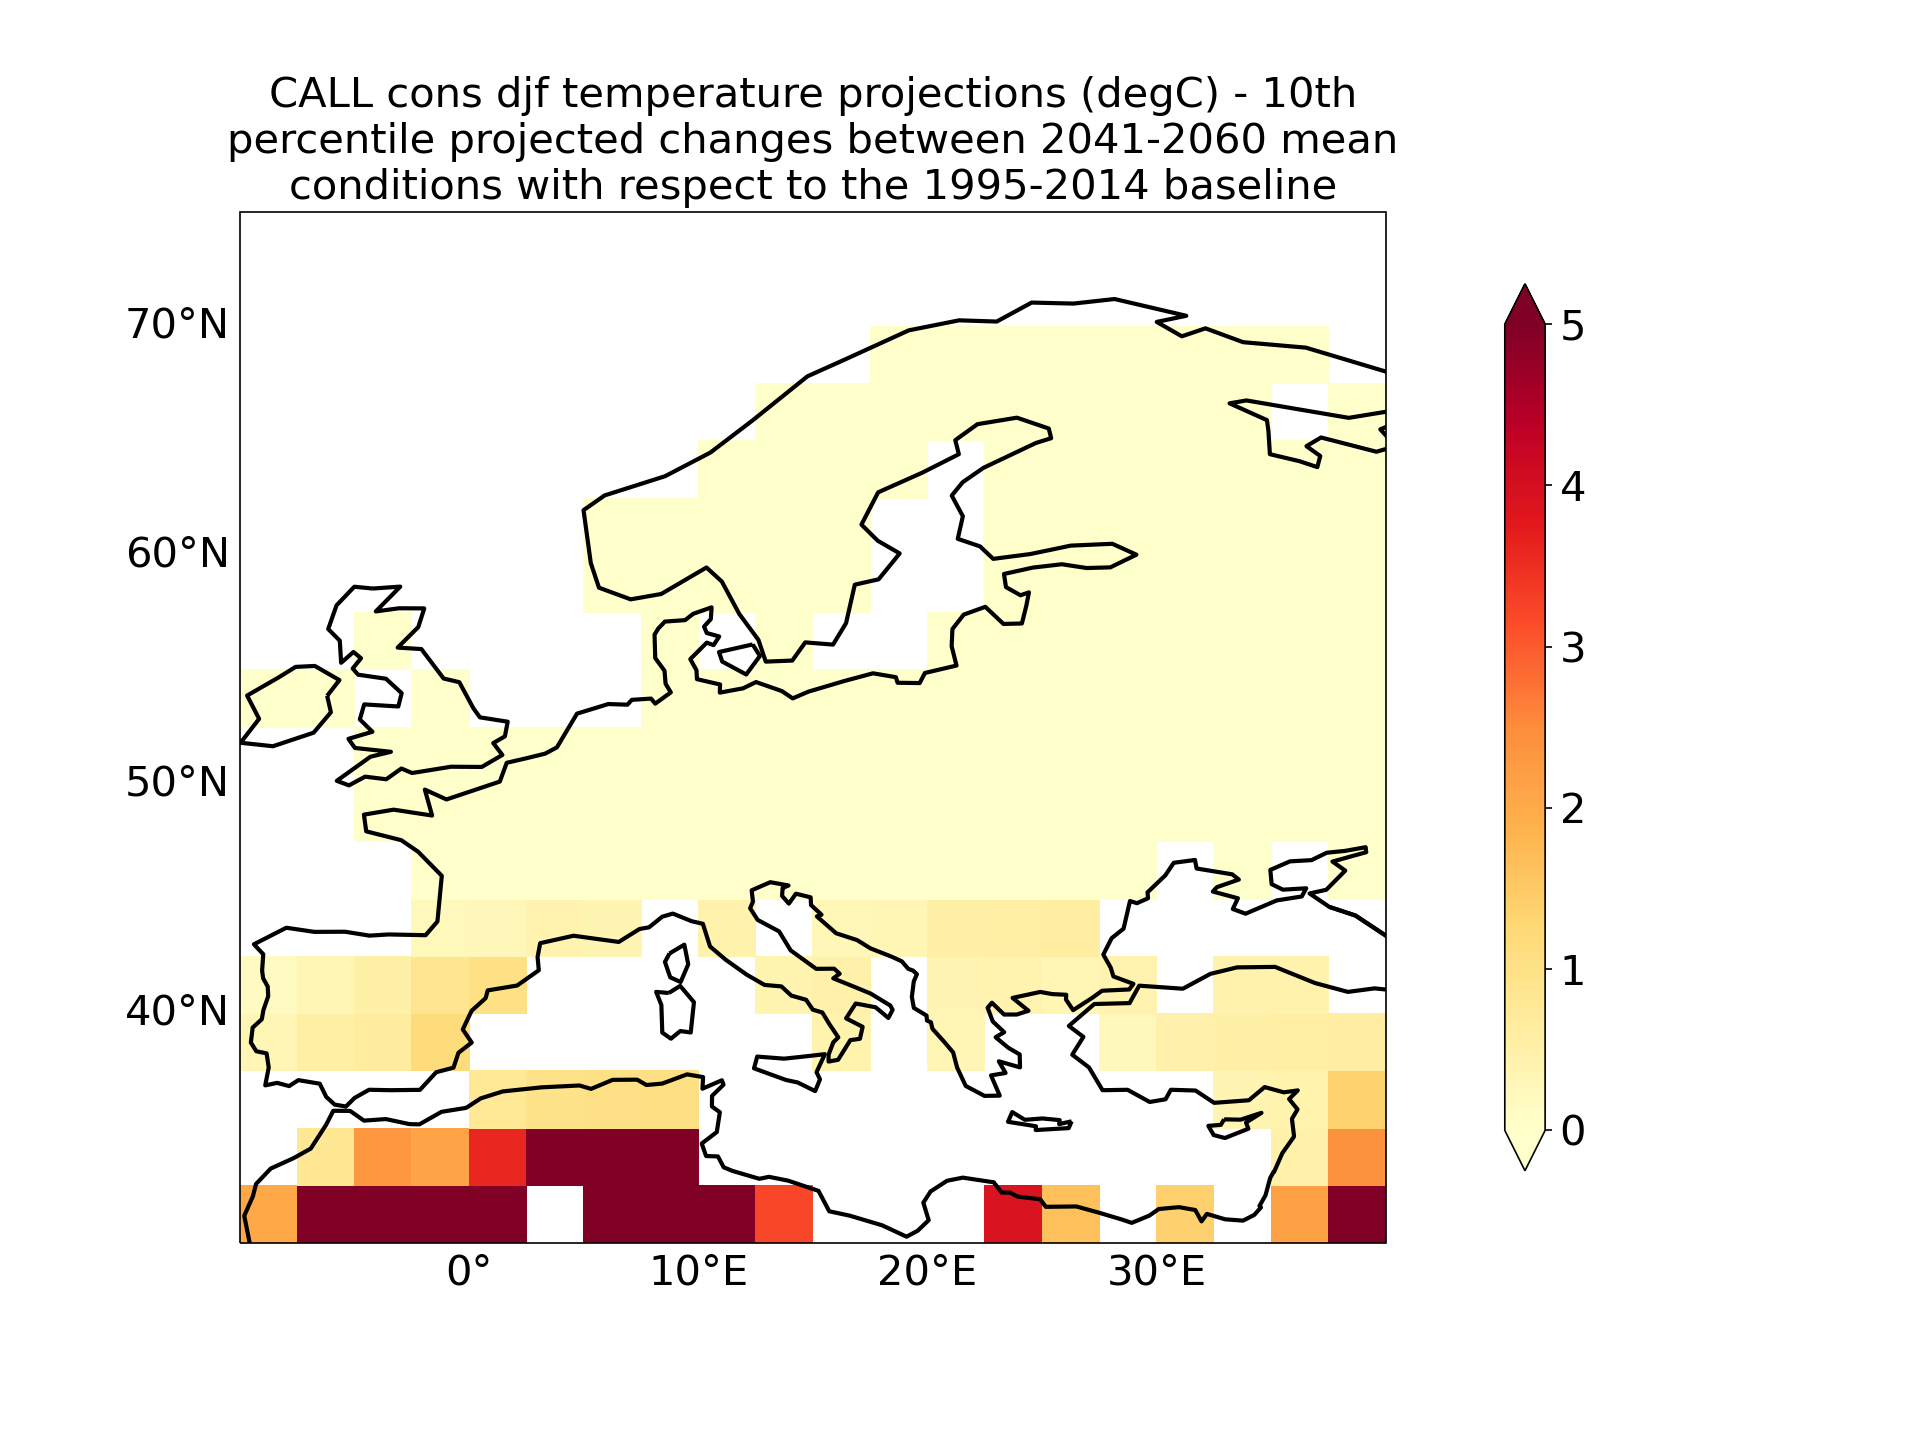 CALL cons djf temperature projections (degC) - 10th
percentile projected changes between 2041-2060 mean
conditions with respect to the 1995-2014 baseline
70°N
60°N
50°N
40°N
0°
10°E
20°E
30°E
5
4
3
2
1
0